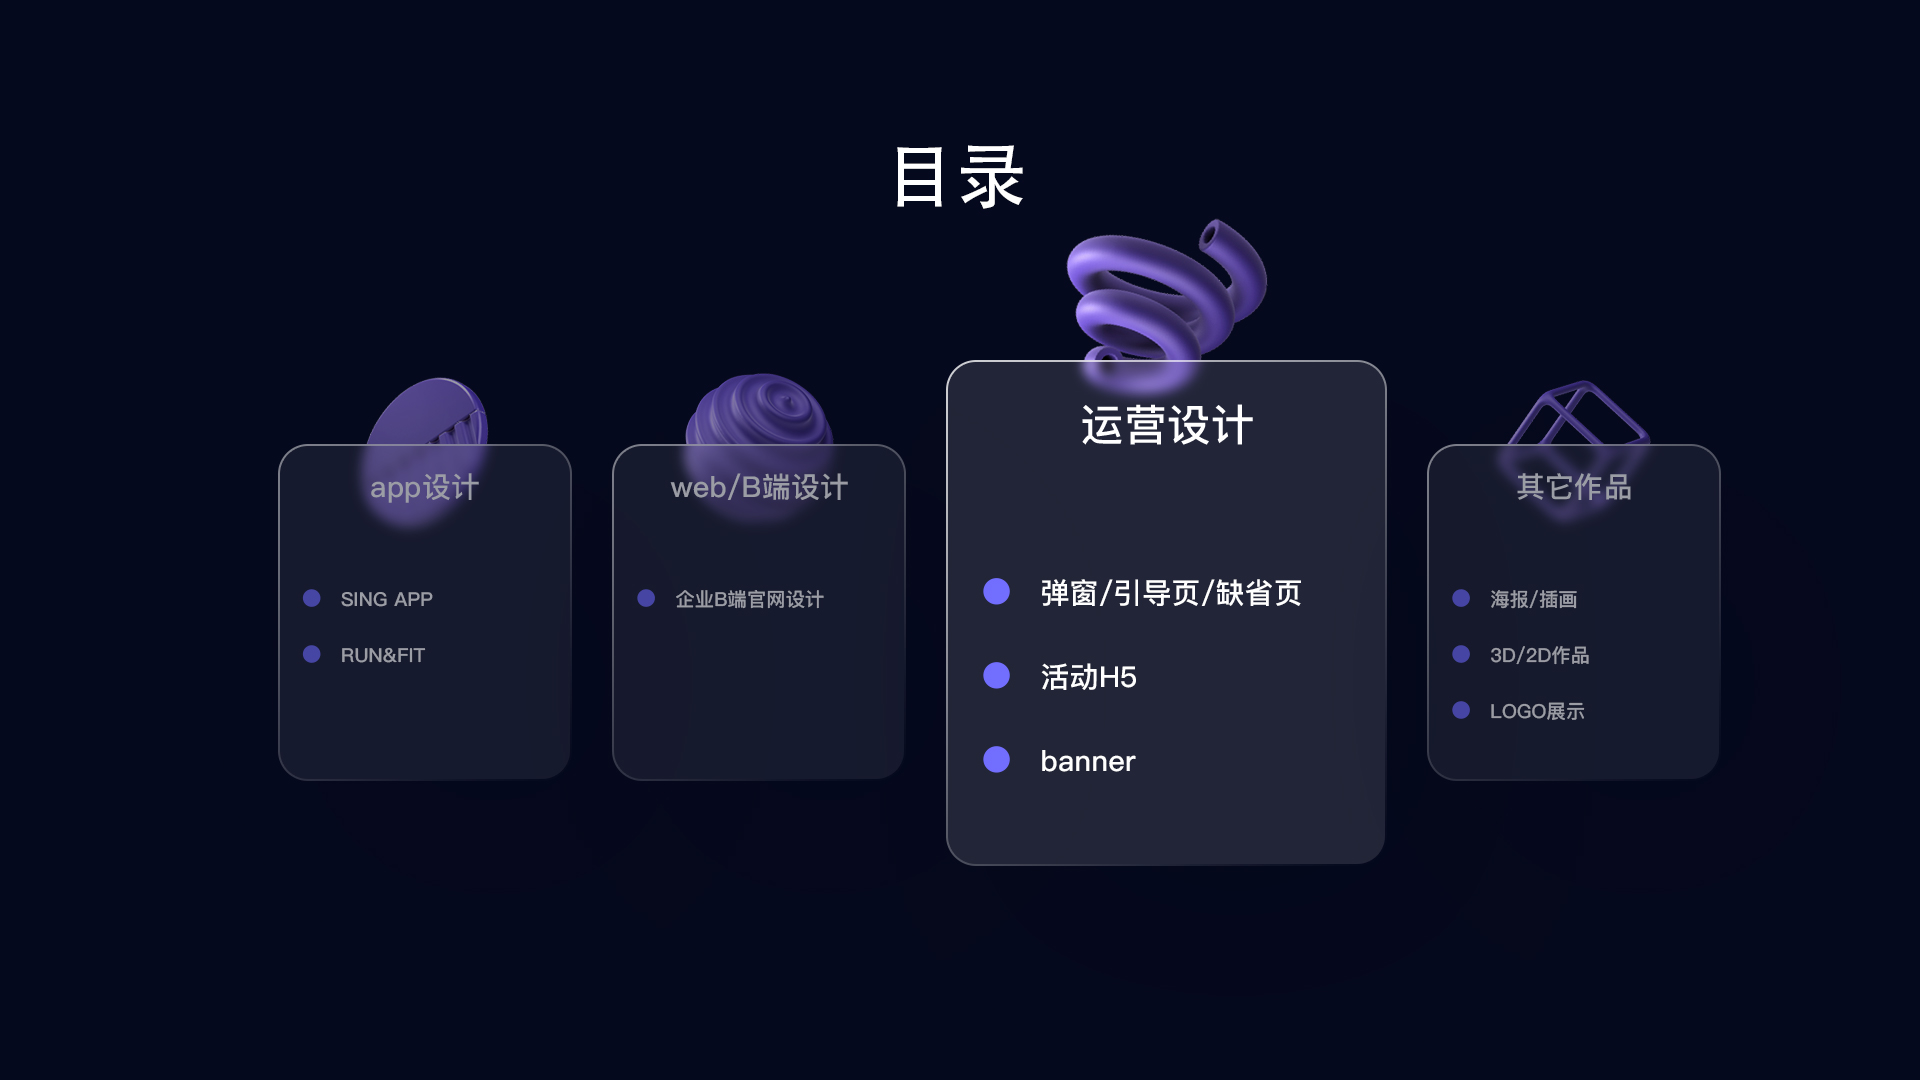 目录
app设计
SING APP
RUN&FIT
web/B端设计
企业B端官网设计
运营设计
弹窗/引导页/缺省页
活动H5
banner
其它作品
海报/插画
3D/2D作品
LOGO展示